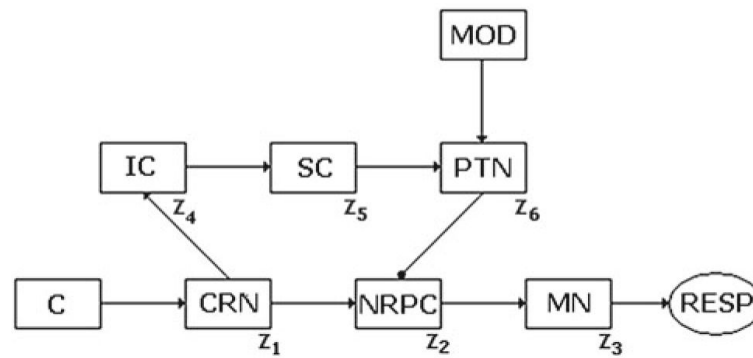 MOD
IC SC PTN
Z4 Z5 Z6
C CRN NRPC MN RESP
Z1 Z2 Z3